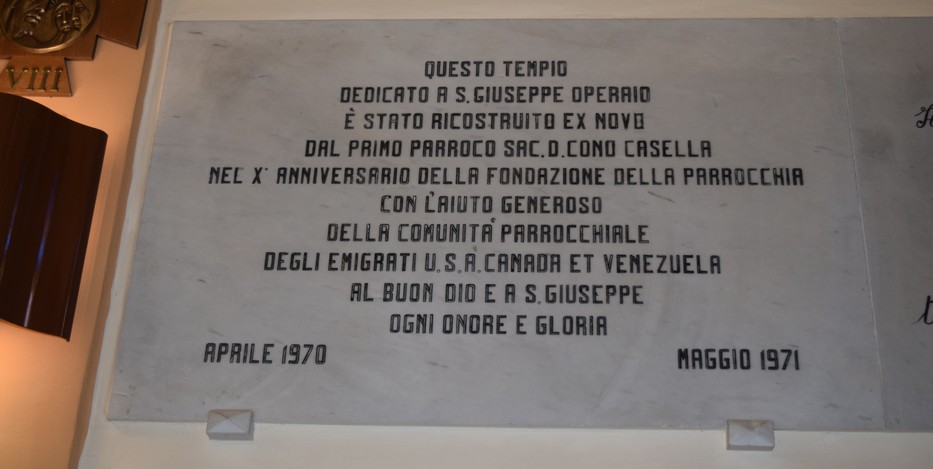 VIII
QUESTO TEMPIO
DEDICATO A S. GIUSEPPE OPERAIO
È STATO RICOSTRUITO EX NOVO
DAL PRIMO PARROCO SAC. D. CONO CASELLA
NEL X° ANNIVERSARIO DELLA FONDAZIONE DELLA PARROCCHIA
CON L'AIUTO GENEROSO
DELLA COMUNITÀ PARROCCHIALE
DEGLI EMIGRATI U.S.A. CANADA ET VENEZUELA
AL BUON DIO E A S. GIUSEPPE
OGNI ONORE E GLORIA
APRILE 1970 MAGGIO 1971